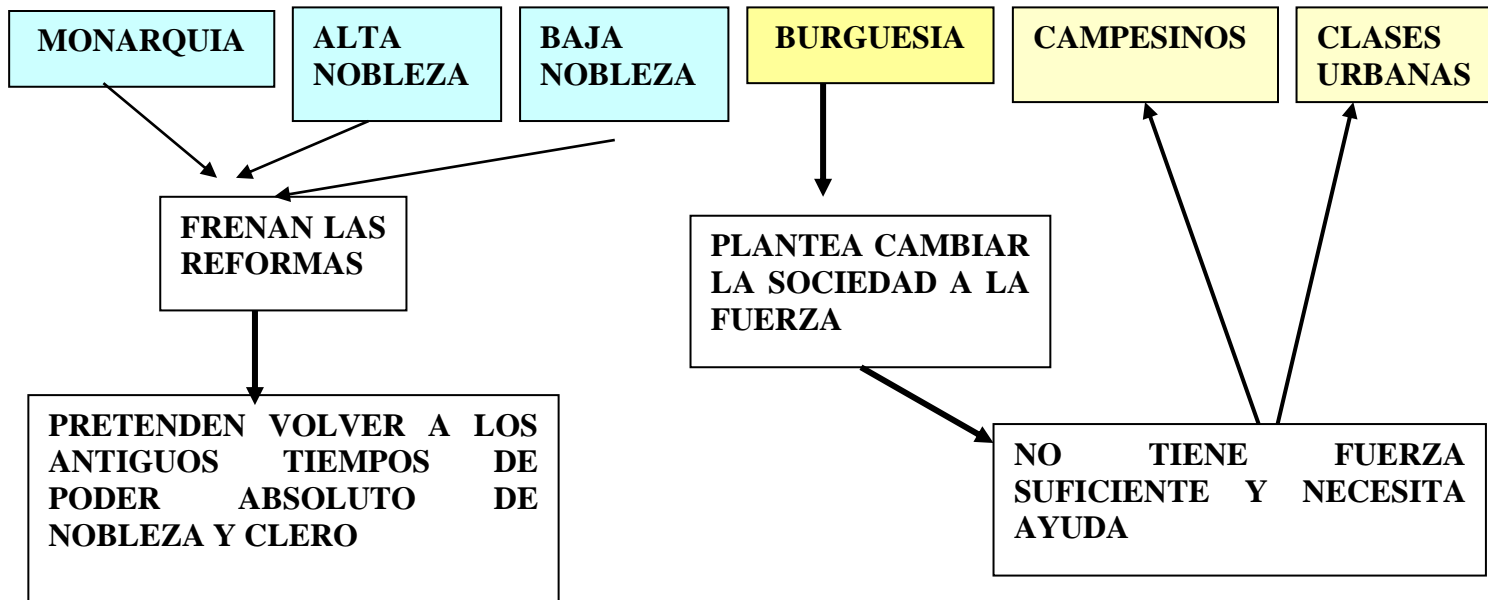 MONARQUIA
ALTA
NOBLEZA
BAJA
NOBLEZA
BURGUESIA
CAMPESINOS
CLASES
URBANAS
FRENAN LAS
REFORMAS
PLANTEA CAMBIAR
LA SOCIEDAD A LA
FUERZA
PRETENDEN VOLVER A LOS
ANTIGUOS TIEMPOS DE
PODER ABSOLUTO DE
NOBLEZA Y CLERO
NO TIENE FUERZA
SUFICIENTE Y NECESITA
AYUDA